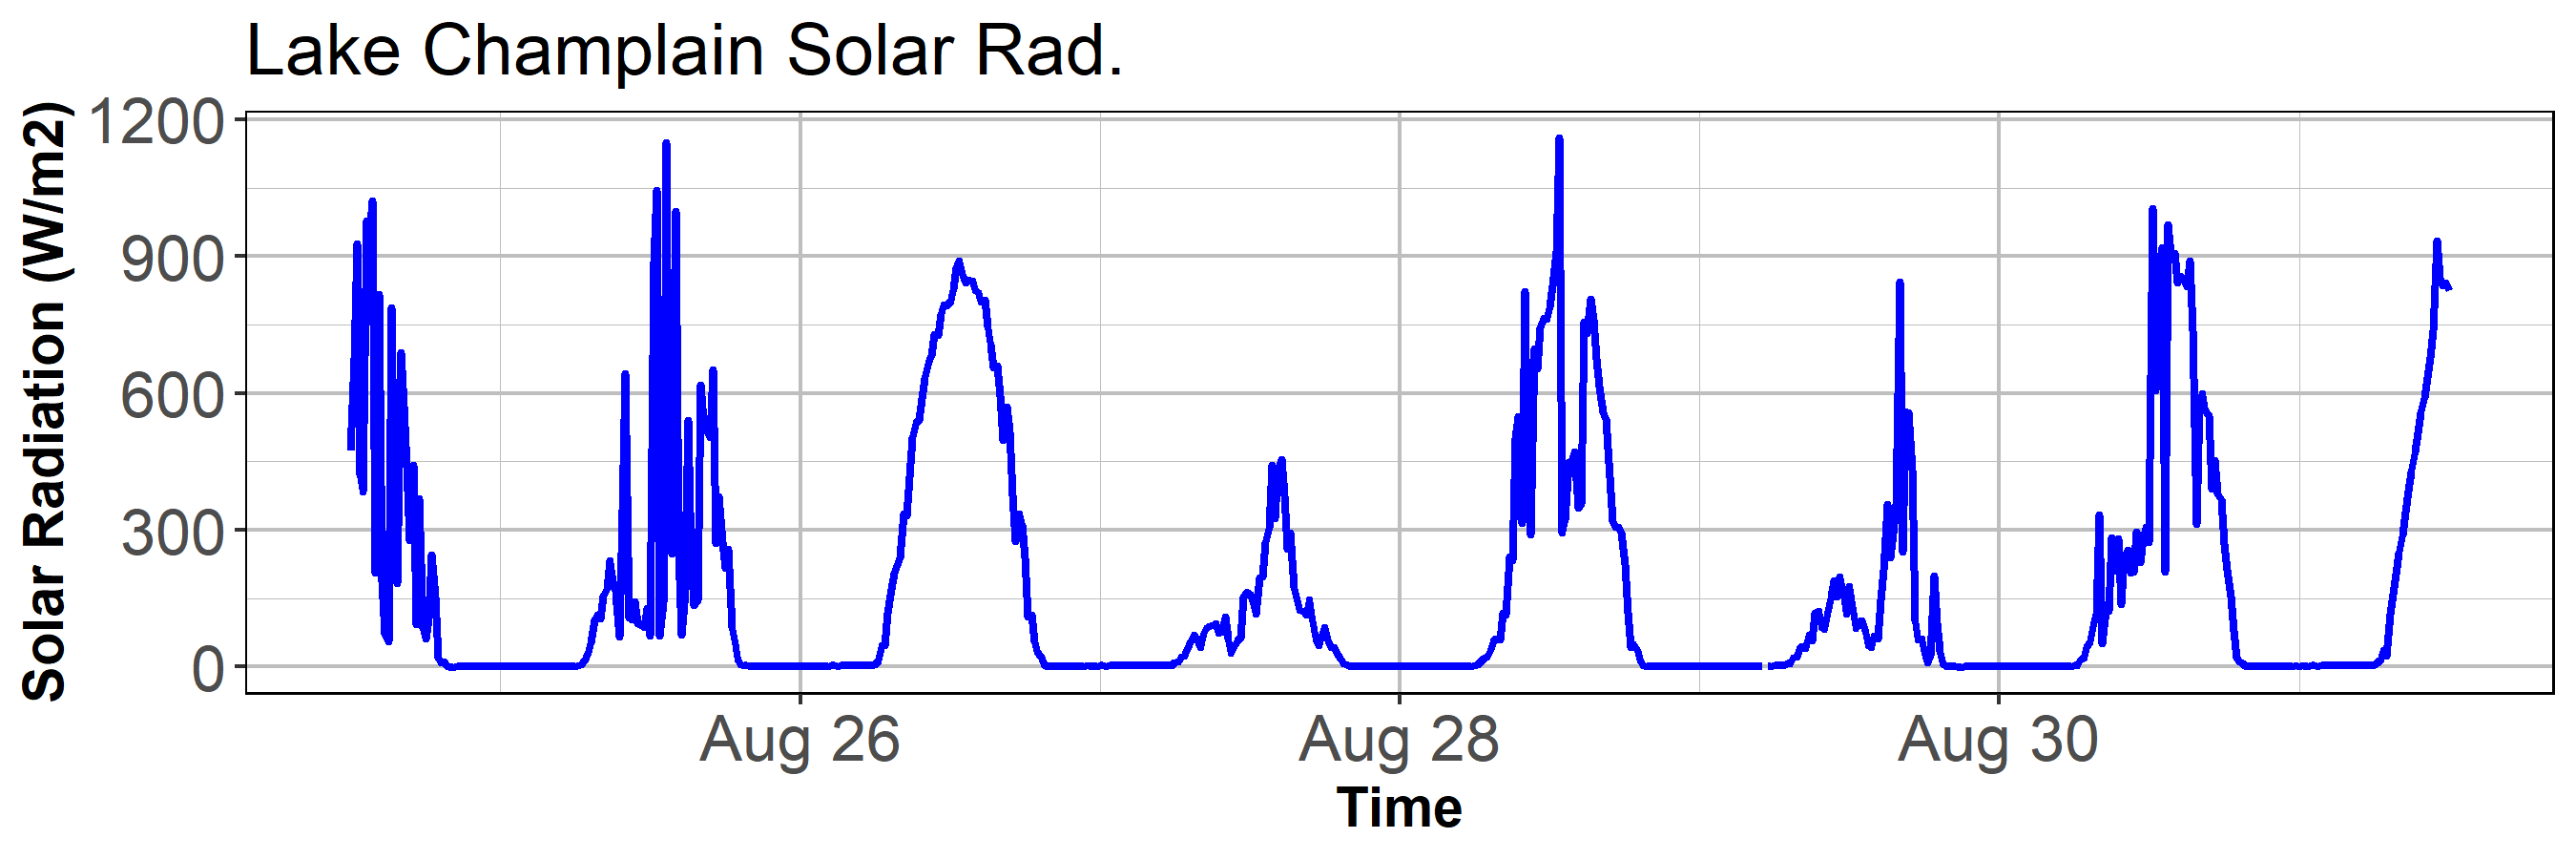 Lake Champlain Solar Rad.
Solar Radiation (W/m2)
1200
900
600
300
0
Aug 26 Aug 28 Aug 30
Time